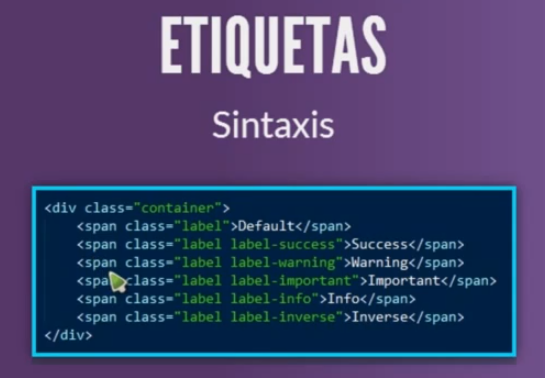 ETIQUETAS
Sintaxis
<div class="container">
<span class="label">Default</span>
<span class="label label-success">Success</span>
<span class="label label-warning">Warning</span>
<span class="label label-important">Important</span>
<span class="label label-info">Info</span>
<span class="label label-inverse">Inverse</span>
</div>